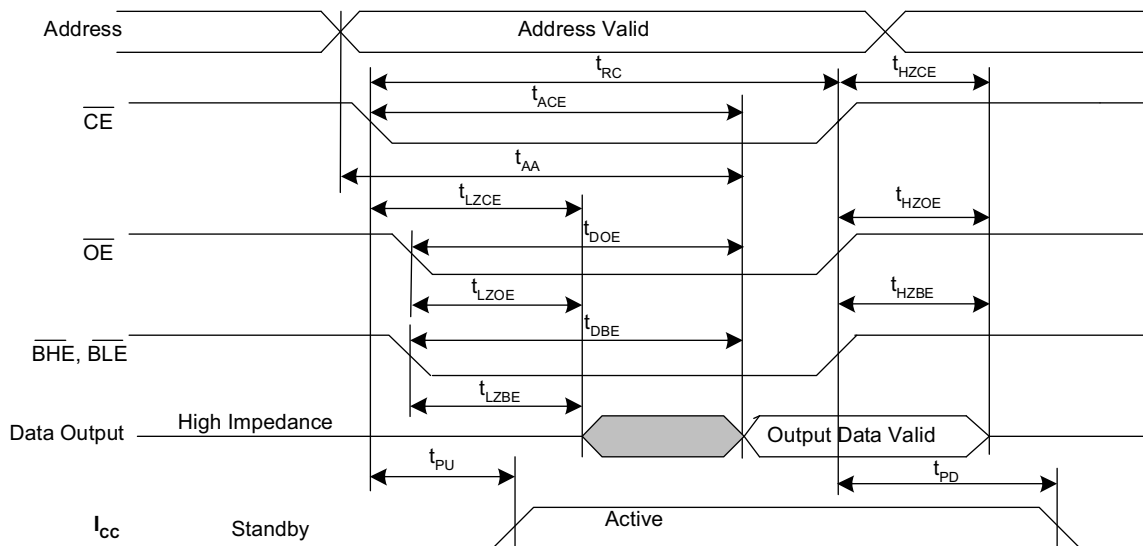 Address
Address Valid
tRC
tHZCE
tACE
CE
tAA
tLZCE
tHZOE
OE
tDOE
tLZOE
tHZBE
tDBE
BHE, BLE
tLZBE
Data Output
High Impedance
Output Data Valid
tPU
tPD
ICC
Standby
Active